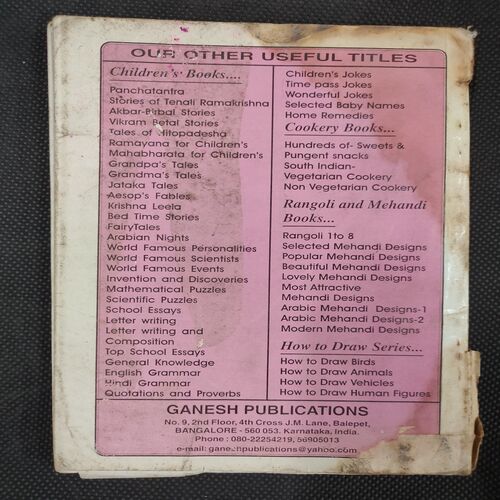 OUR OTHER USEFUL TITLES
Children's Books....
Panchatantra
Stories of Tenali Ramakrishna
Akbar-Birbal Stories
Vikram Betal Stories
Tales of Hitopadesha
Ramayana for Children's
Mahabharata for Children's
Grandpa's Tales
Grandma's Tales
Jataka Tales
Aesop's Fables
Krishna Leela
Bed Time Stories
FairyTales
Arabian Nights
World Famous Personalities
World Famous Scientists
World Famous Events
Invention and Discoveries
Mathematical Puzzles
Scientific Puzzles
School Essays
Letter writing
Letter writing and
Composition
Top School Essays
General Knowledge
English Grammar
Hindi Grammar
Quotations and Proverbs
Children's Jokes
Time pass Jokes
Wonderful Jokes
Selected Baby Names
Home Remedies
Cookery Books...
Hundreds of- Sweets &
Pungent snacks
South Indian-
Vegetarian Cookery
Non Vegetarian Cookery
Rangoli and Mehandi
Books...
Rangoli 1to 8
Selected Mehandi Designs
Popular Mehandi Designs
Beautiful Mehandi Designs
Lovely Mehandi Designs
Most Attractive
Mehandi Designs
Arabic Mehandi Designs-1
Arabic Mehandi Designs-2
Modern Mehandi Designs
How to Draw Series...
How to Draw Birds
How to Draw Animals
How to Draw Vehicles
How to Draw Human Figures
GANESH PUBLICATIONS
No. 9, 2nd Floor, 4th Cross J.M. Lane, Balepet,
BANGALORE - 560 053. Karnataka, India.
Phone : 080-22254219, 56905013
e-mail: ganeshpublications@yahoo.com